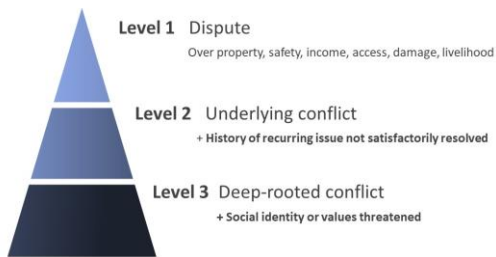 Level 1 Dispute
Over property, safety, income, access, damage, livelihood
Level 2 Underlying conflict
+ History of recurring issue not satisfactorily resolved
Level 3 Deep-rooted conflict
+ Social identity or values threatened